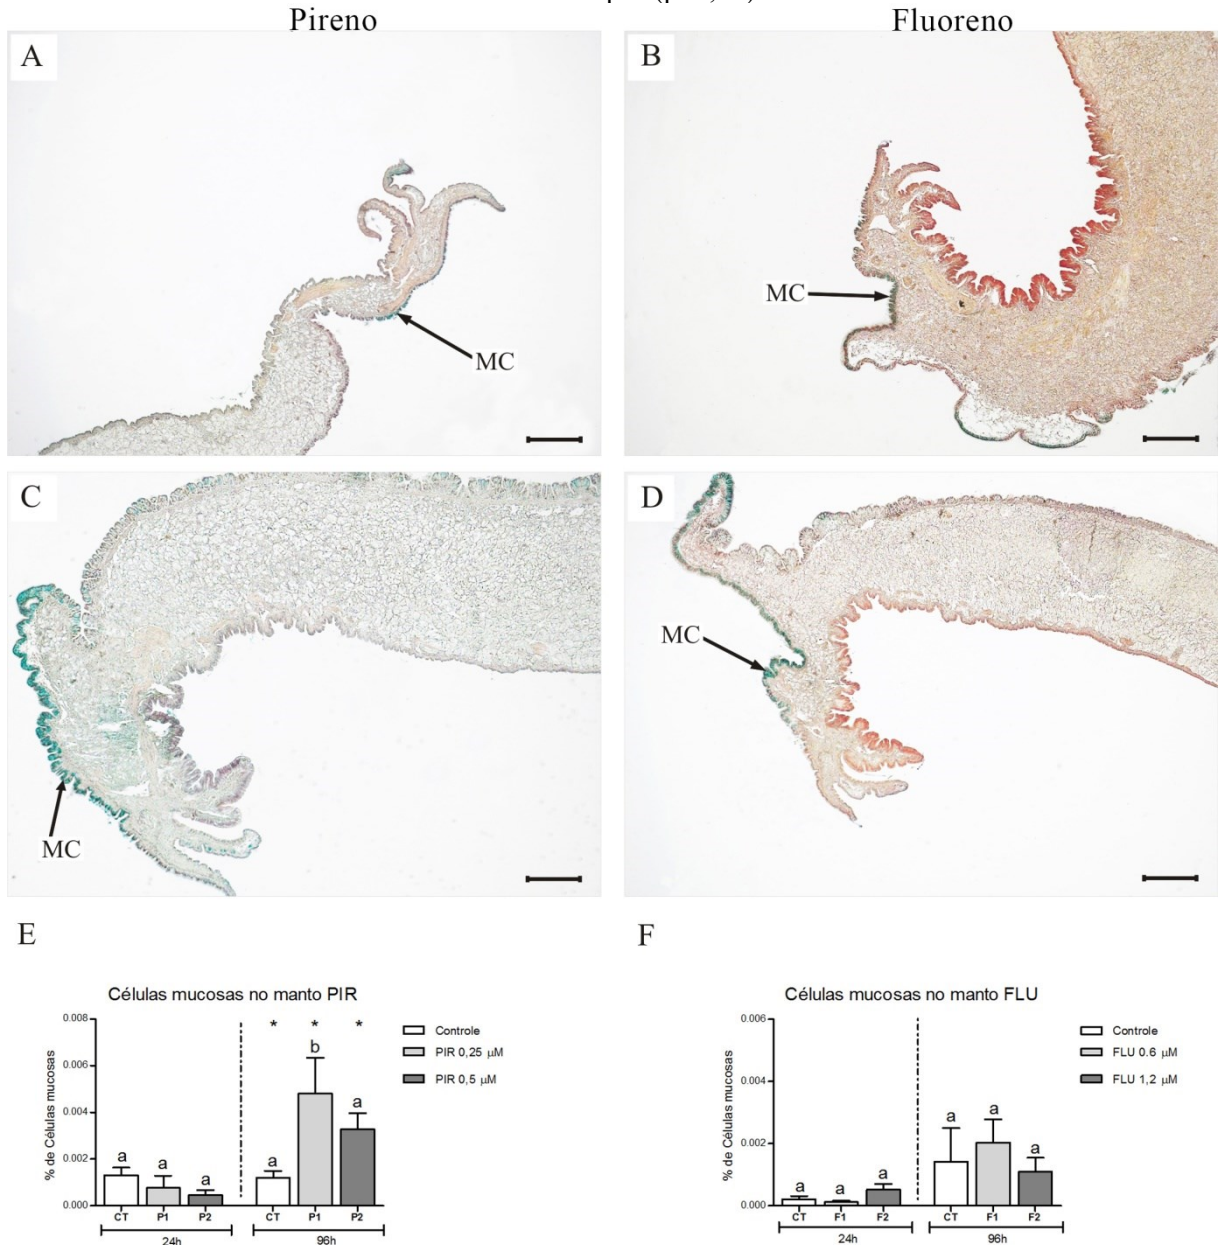 Pireno
Fluoreno
A
B
MC
MC
C
D
MC
MC
E
F
Células mucosas no manto PIR
% de Células mucosas
0.008
0.006
0.004
0.002
0.000
* * *
a a a a b a
CT P1 P2 CT P1 P2
24h 96h
Controle
PIR 0,25 µM
PIR 0,5 µM
Células mucosas no manto FLU
% de Células mucosas
0.006
0.004
0.002
0.000
a a a a a a
CT F1 F2 CT F1 F2
24h 96h
Controle
FLU 0.6 µM
FLU 1,2 µM